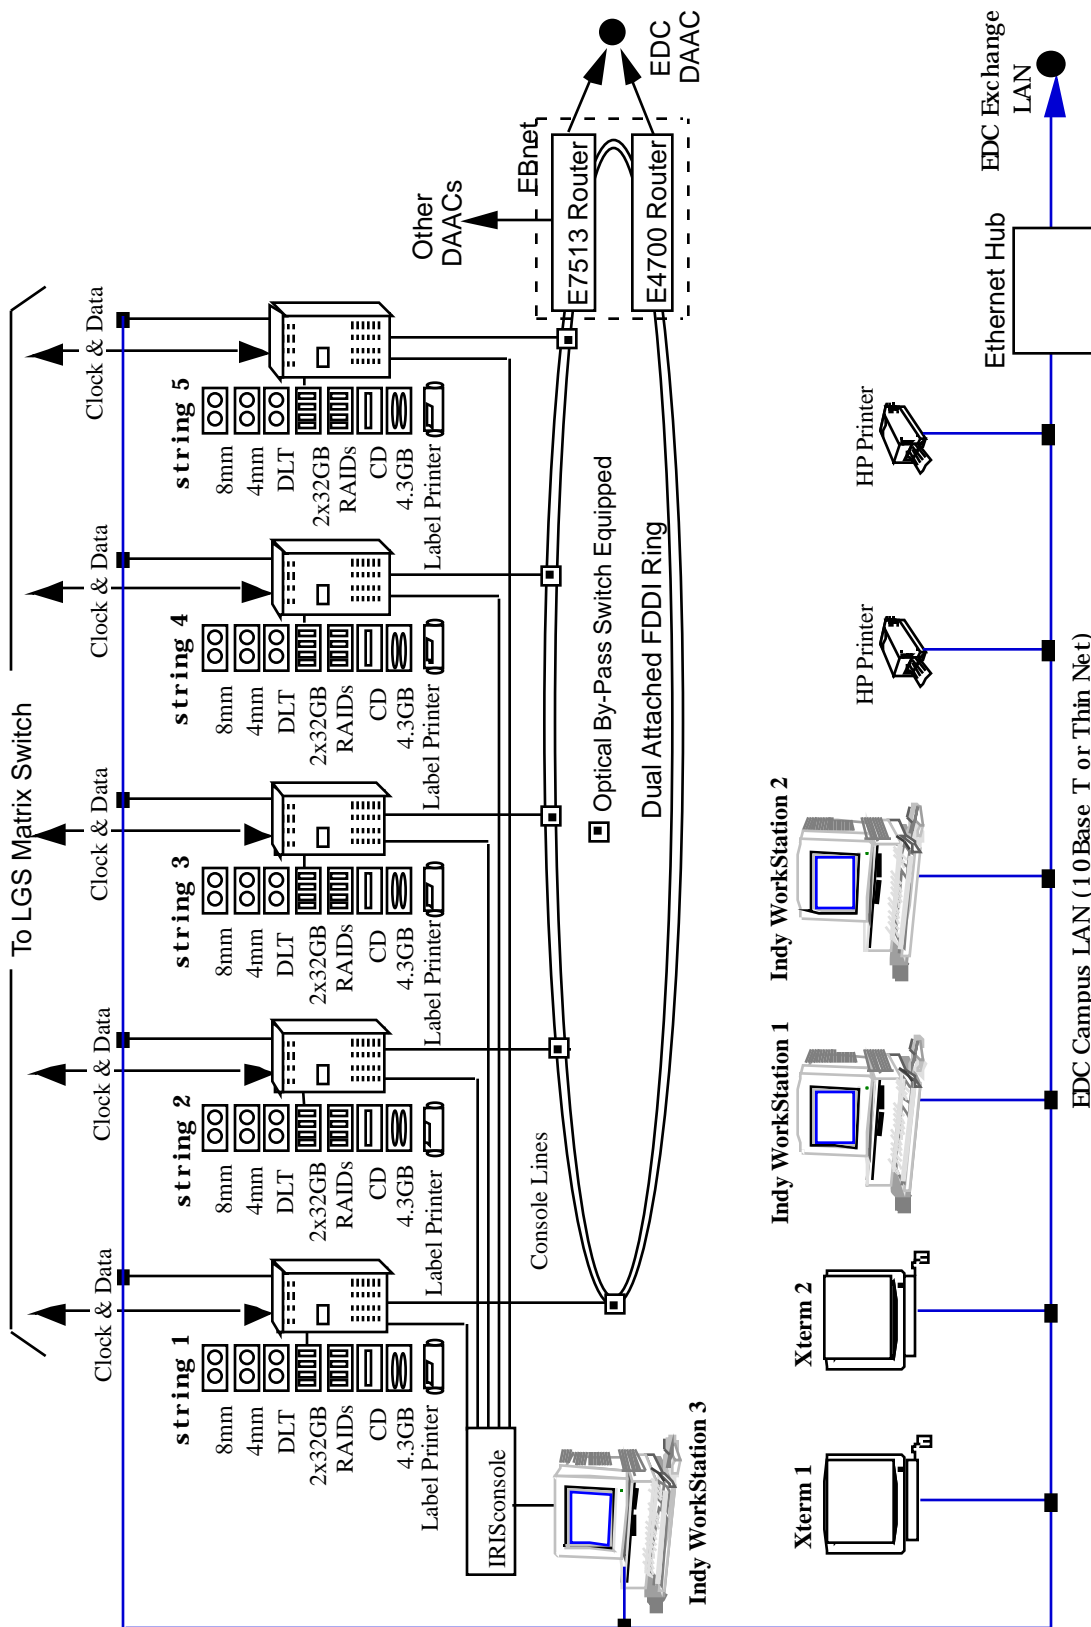 To LGS Matrix Switch
Clock & Data
Clock & Data
Clock & Data
Clock & Data
Clock & Data
string 1
8mm
4mm
DLT
2x32GB
RAIDs
CD
4.3GB
Label Printer
string 2
8mm
4mm
DLT
2x32GB
RAIDs
CD
4.3GB
Label Printer
string 3
8mm
4mm
DLT
2x32GB
RAIDs
CD
4.3GB
Label Printer
string 4
8mm
4mm
DLT
2x32GB
RAIDs
CD
4.3GB
Label Printer
string 5
8mm
4mm
DLT
2x32GB
RAIDs
CD
4.3GB
Label Printer
Other
DAACs
IRISconsole
Console Lines
EBnet
E7513 Router
E4700 Router
EDC
DAAC
Optical By-Pass Switch Equipped
Dual Attached FDDI Ring
Indy WorkStation 3
Xterm 1
Xterm 2
Indy WorkStation 1
Indy WorkStation 2
HP Printer
HP Printer
Ethernet Hub
EDC Exchange
LAN
EDC Campus LAN (10Base T or Thin Net)